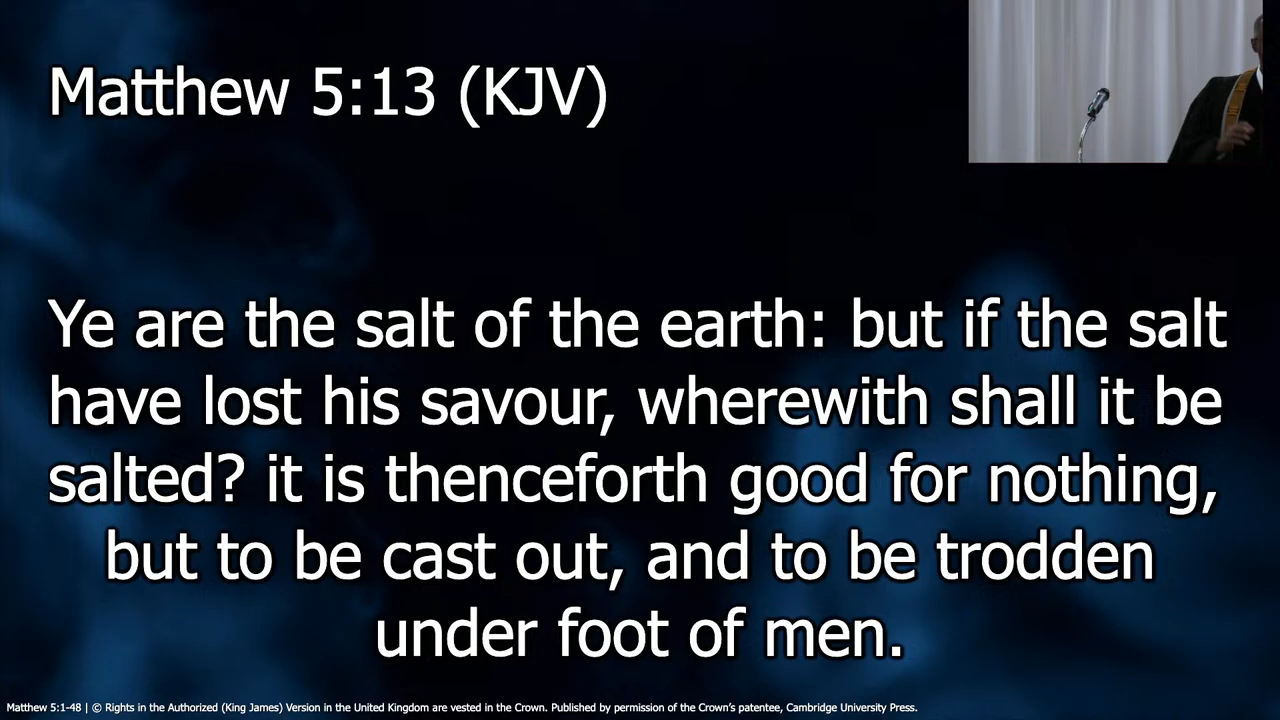 Matthew 5:13 (KJV)
Ye are the salt of the earth: but if the salt
have lost his savour, wherewith shall it be
salted? it is thenceforth good for nothing,
but to be cast out, and to be trodden
under foot of men.
Matthew 5:1-48 | © Rights in the Authorized (King James) Version in the United Kingdom are vested in the Crown. Published by permission of the Crown’s patentee, Cambridge University Press.